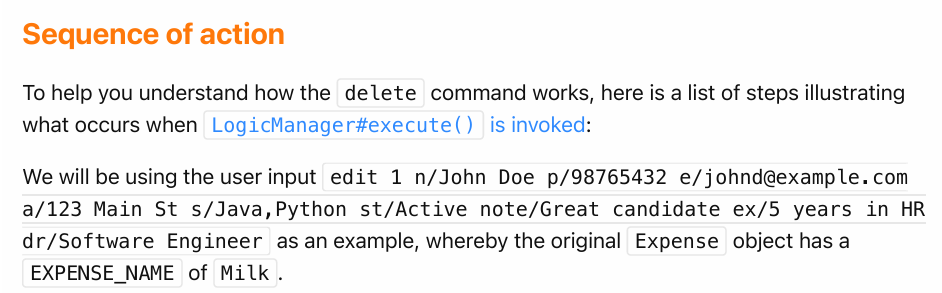 Sequence of action
To help you understand how the delete command works, here is a list of steps illustrating
what occurs when LogicManager#execute() is invoked:
We will be using the user input edit 1 n/John Doe p/98765432 e/johnd@example.com
a/123 Main St s/Java,Python st/Active note/Great candidate ex/5 years in HR
dr/Software Engineer as an example, whereby the original Expense object has a
EXPENSE_NAME of Milk.